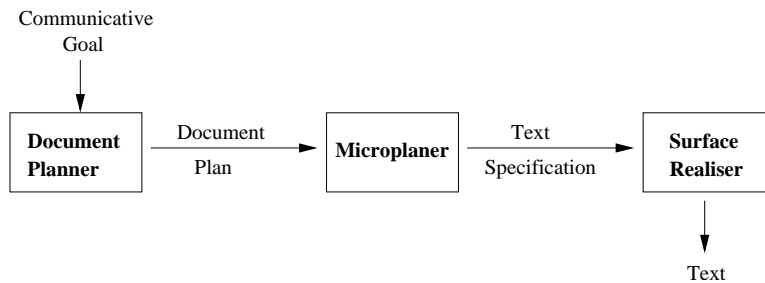 Communicative
Goal
Document
Planner
Document
Plan
Microplaner
Text
Specification
Surface
Realiser
Text